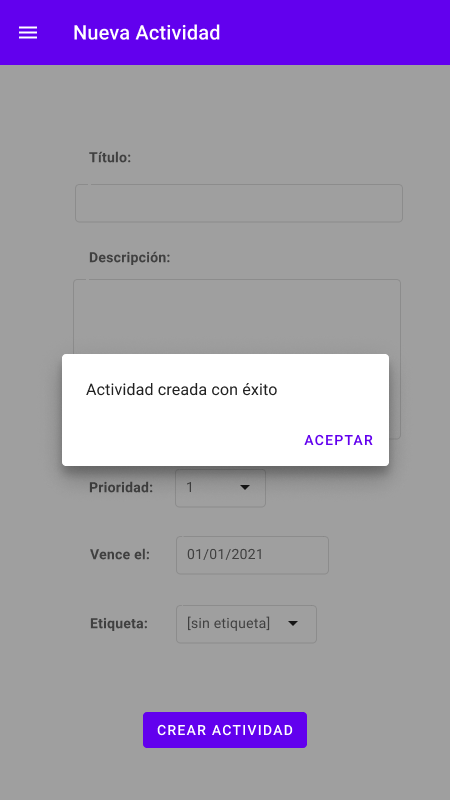 Nueva Actividad
Título:
Descripción:
Actividad creada con éxito
ACEPTAR
Prioridad: 1
Vence el: 01/01/2021
Etiqueta: [sin etiqueta]
CREAR ACTIVIDAD